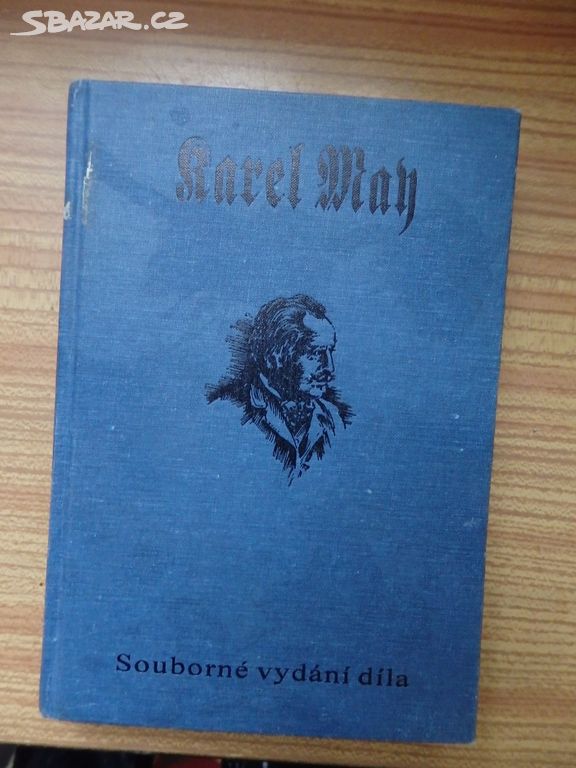 SBAZAR.CZ
Karel May
Souborné vydání díla